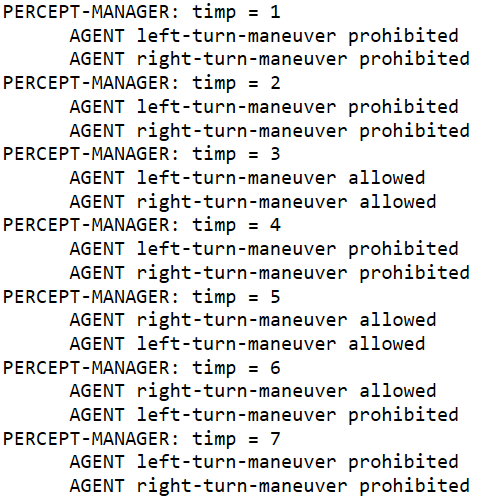 PERCEPT-MANAGER: timp = 1
AGENT left-turn-maneuver prohibited
AGENT right-turn-maneuver prohibited
PERCEPT-MANAGER: timp = 2
AGENT left-turn-maneuver prohibited
AGENT right-turn-maneuver prohibited
PERCEPT-MANAGER: timp = 3
AGENT left-turn-maneuver allowed
AGENT right-turn-maneuver allowed
PERCEPT-MANAGER: timp = 4
AGENT left-turn-maneuver prohibited
AGENT right-turn-maneuver prohibited
PERCEPT-MANAGER: timp = 5
AGENT right-turn-maneuver allowed
AGENT left-turn-maneuver allowed
PERCEPT-MANAGER: timp = 6
AGENT right-turn-maneuver allowed
AGENT left-turn-maneuver prohibited
PERCEPT-MANAGER: timp = 7
AGENT left-turn-maneuver prohibited
AGENT right-turn-maneuver prohibited